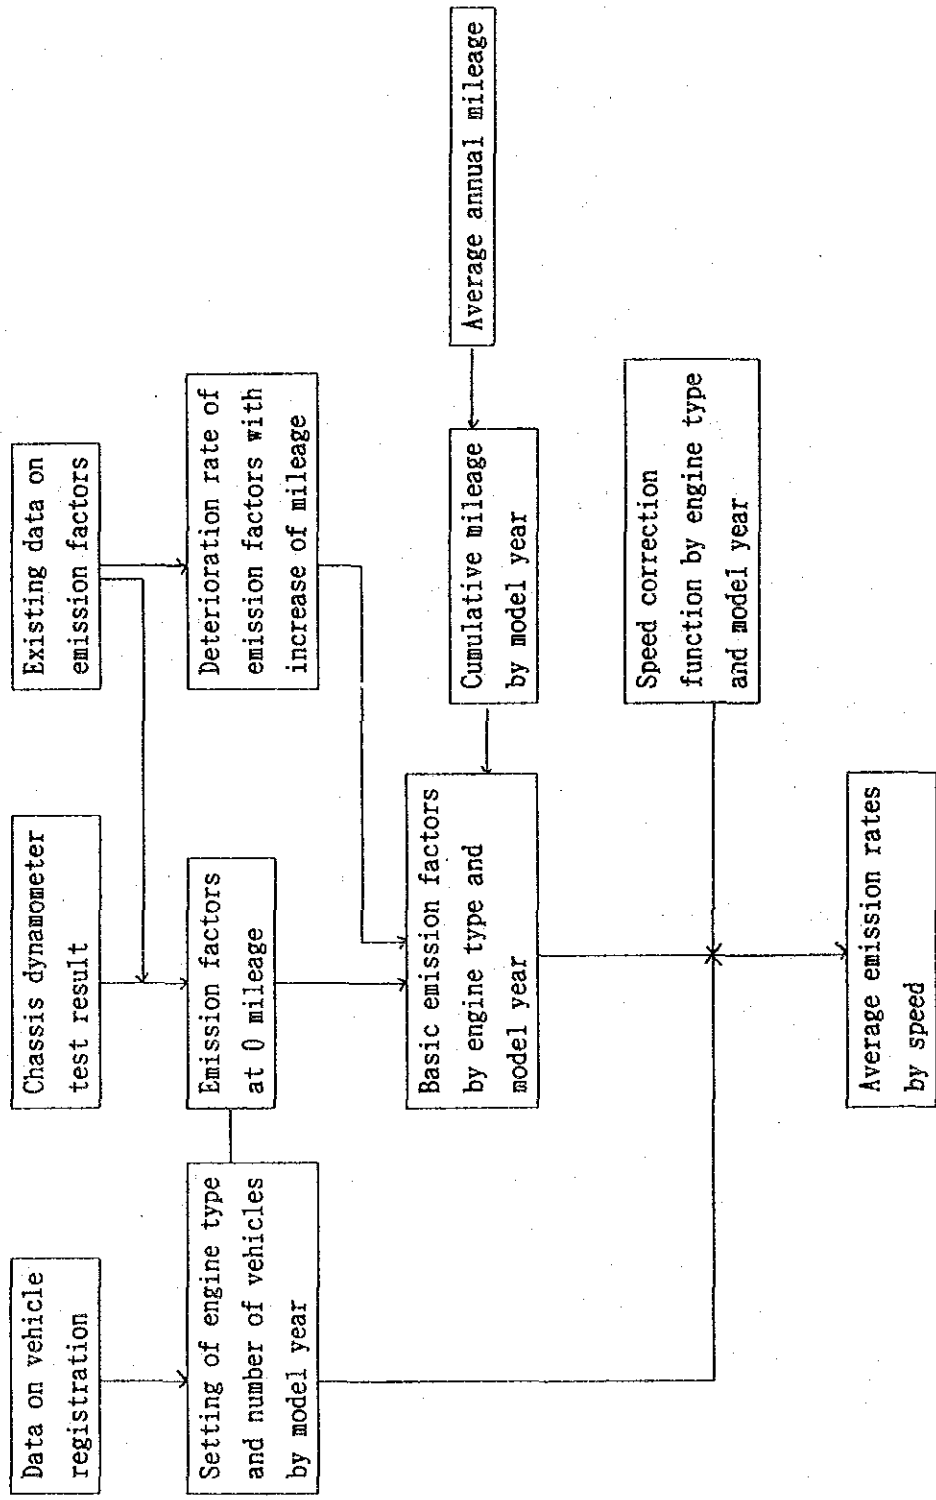 Data on vehicle
registration
Chassis dynamometer
test result
Existing data on
emission factors
Setting of engine type
and number of vehicles
by model year
Emission factors
at 0 mileage
Deterioration rate of
emission factors with
increase of mileage
Basic emission factors
by engine type and
model year
Cumulative mileage
by model year
Average annual mileage
Speed correction
function by engine type
and model year
Average emission rates
by speed